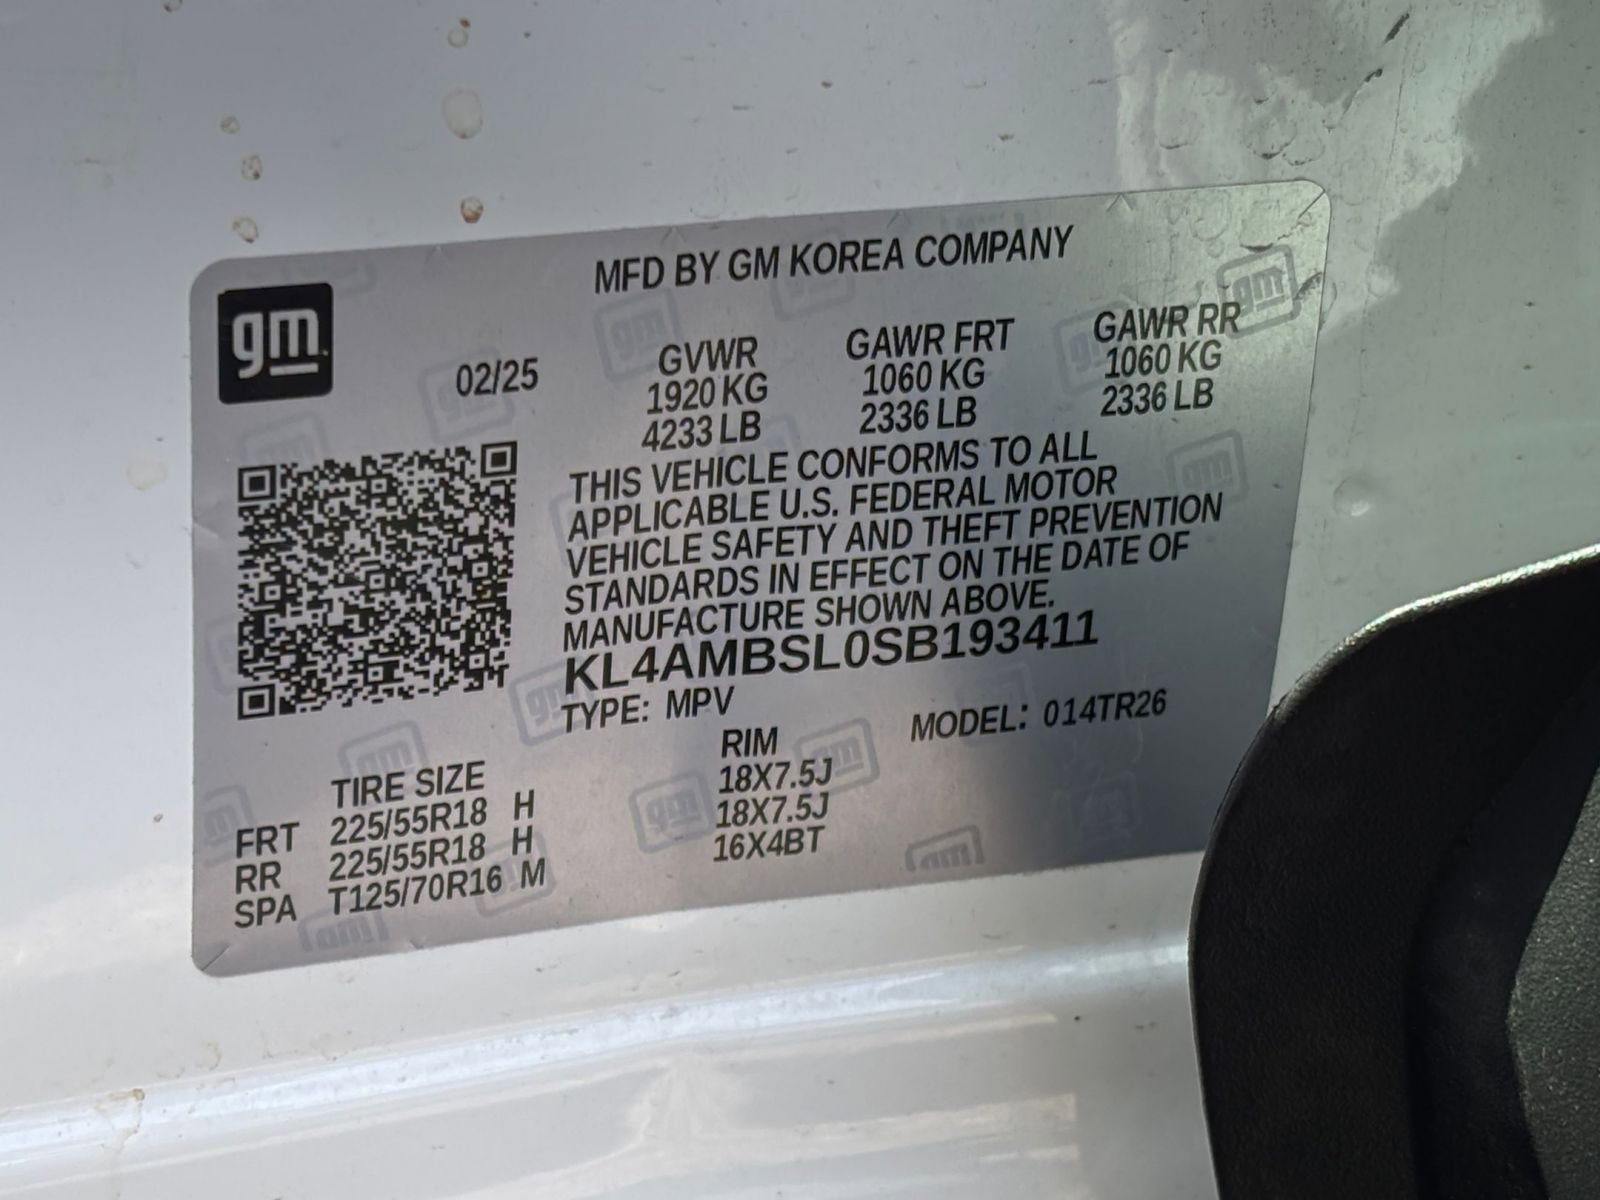 MFD BY GM KOREA COMPANY
gm
02/25
GVWR GAWR FRT GAWR RR
1920 KG 1060 KG 1060 KG
4233 LB 2336 LB 2336 LB
THIS VEHICLE CONFORMS TO ALL
APPLICABLE U.S. FEDERAL MOTOR
VEHICLE SAFETY AND THEFT PREVENTION
STANDARDS IN EFFECT ON THE DATE OF
MANUFACTURE SHOWN ABOVE.
KL4AMBSL0SB193411
TYPE: MPV MODEL: 014TR26
TIRE SIZE RIM
FRT 225/55R18 H 18X7.5J
RR 225/55R18 H 18X7.5J
SPA T125/70R16 M 16X4BT